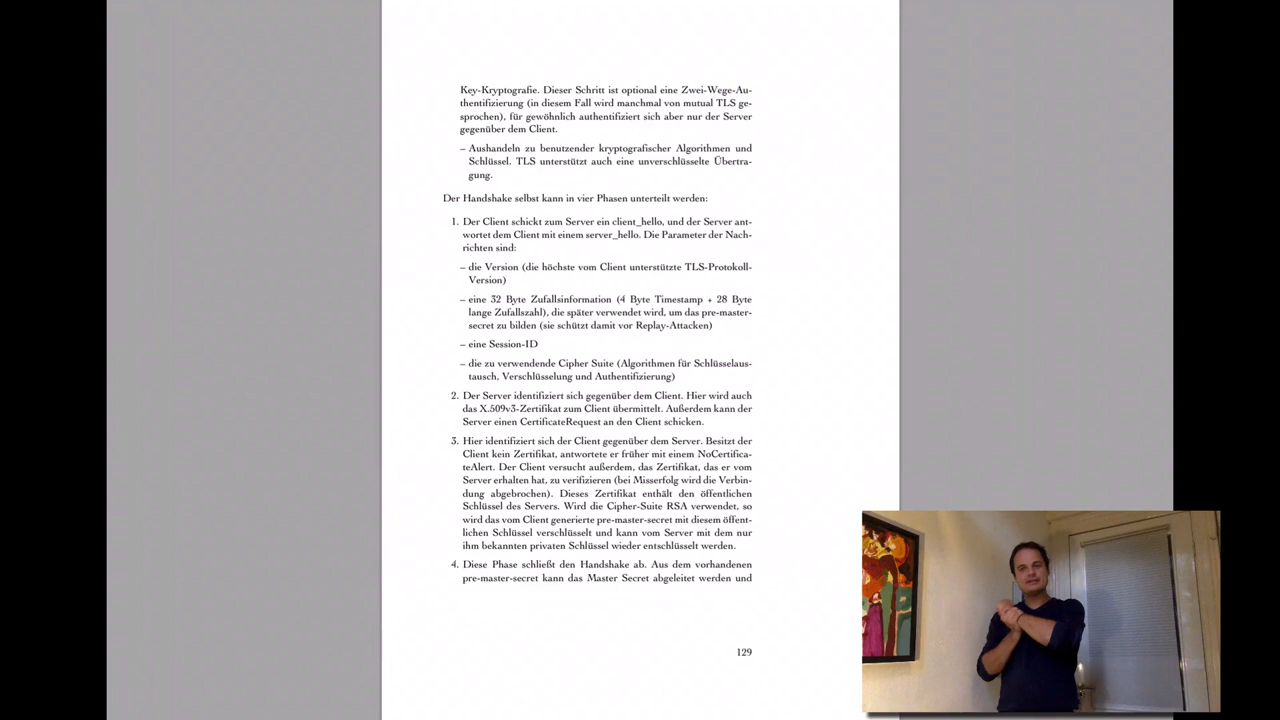 Key-Kryptografie. Dieser Schritt ist optional eine Zwei-Wege-Au-
thentifizierung (in diesem Fall wird manchmal von mutual TLS ge-
sprochen), für gewöhnlich authentifiziert sich aber nur der Server
gegenüber dem Client.
– Aushandeln zu benutzender kryptografischer Algorithmen und
Schlüssel. TLS unterstützt auch eine unverschlüsselte Übertra-
gung.
Der Handshake selbst kann in vier Phasen unterteilt werden:
1. Der Client schickt zum Server ein client_hello, und der Server ant-
wortet dem Client mit einem server_hello. Die Parameter der Nach-
richten sind:
– die Version (die höchste vom Client unterstützte TLS-Protokoll-
Version)
– eine 32 Byte Zufallsinformation (4 Byte Timestamp + 28 Byte
lange Zufallszahl), die später verwendet wird, um das pre-master-
secret zu bilden (sie schützt damit vor Replay-Attacken)
– eine Session-ID
– die zu verwendende Cipher Suite (Algorithmen für Schlüsselaus-
tausch, Verschlüsselung und Authentifizierung)
2. Der Server identifiziert sich gegenüber dem Client. Hier wird auch
das X.509v3-Zertifikat zum Client übermittelt. Außerdem kann der
Server einen CertificateRequest an den Client schicken.
3. Hier identifiziert sich der Client gegenüber dem Server. Besitzt der
Client kein Zertifikat, antwortete er früher mit einem NoCertifica-
teAlert. Der Client versucht außerdem, das Zertifikat, das er vom
Server erhalten hat, zu verifizieren (bei Misserfolg wird die Verbin-
dung abgebrochen). Dieses Zertifikat enthält den öffentlichen
Schlüssel des Servers. Wird die Cipher-Suite RSA verwendet, so
wird das vom Client generierte pre-master-secret mit diesem öffent-
lichen Schlüssel verschlüsselt und kann vom Server mit dem nur
ihm bekannten privaten Schlüssel wieder entschlüsselt werden.
4. Diese Phase schließt den Handshake ab. Aus dem vorhandenen
pre-master-secret kann das Master Secret abgeleitet werden und
129